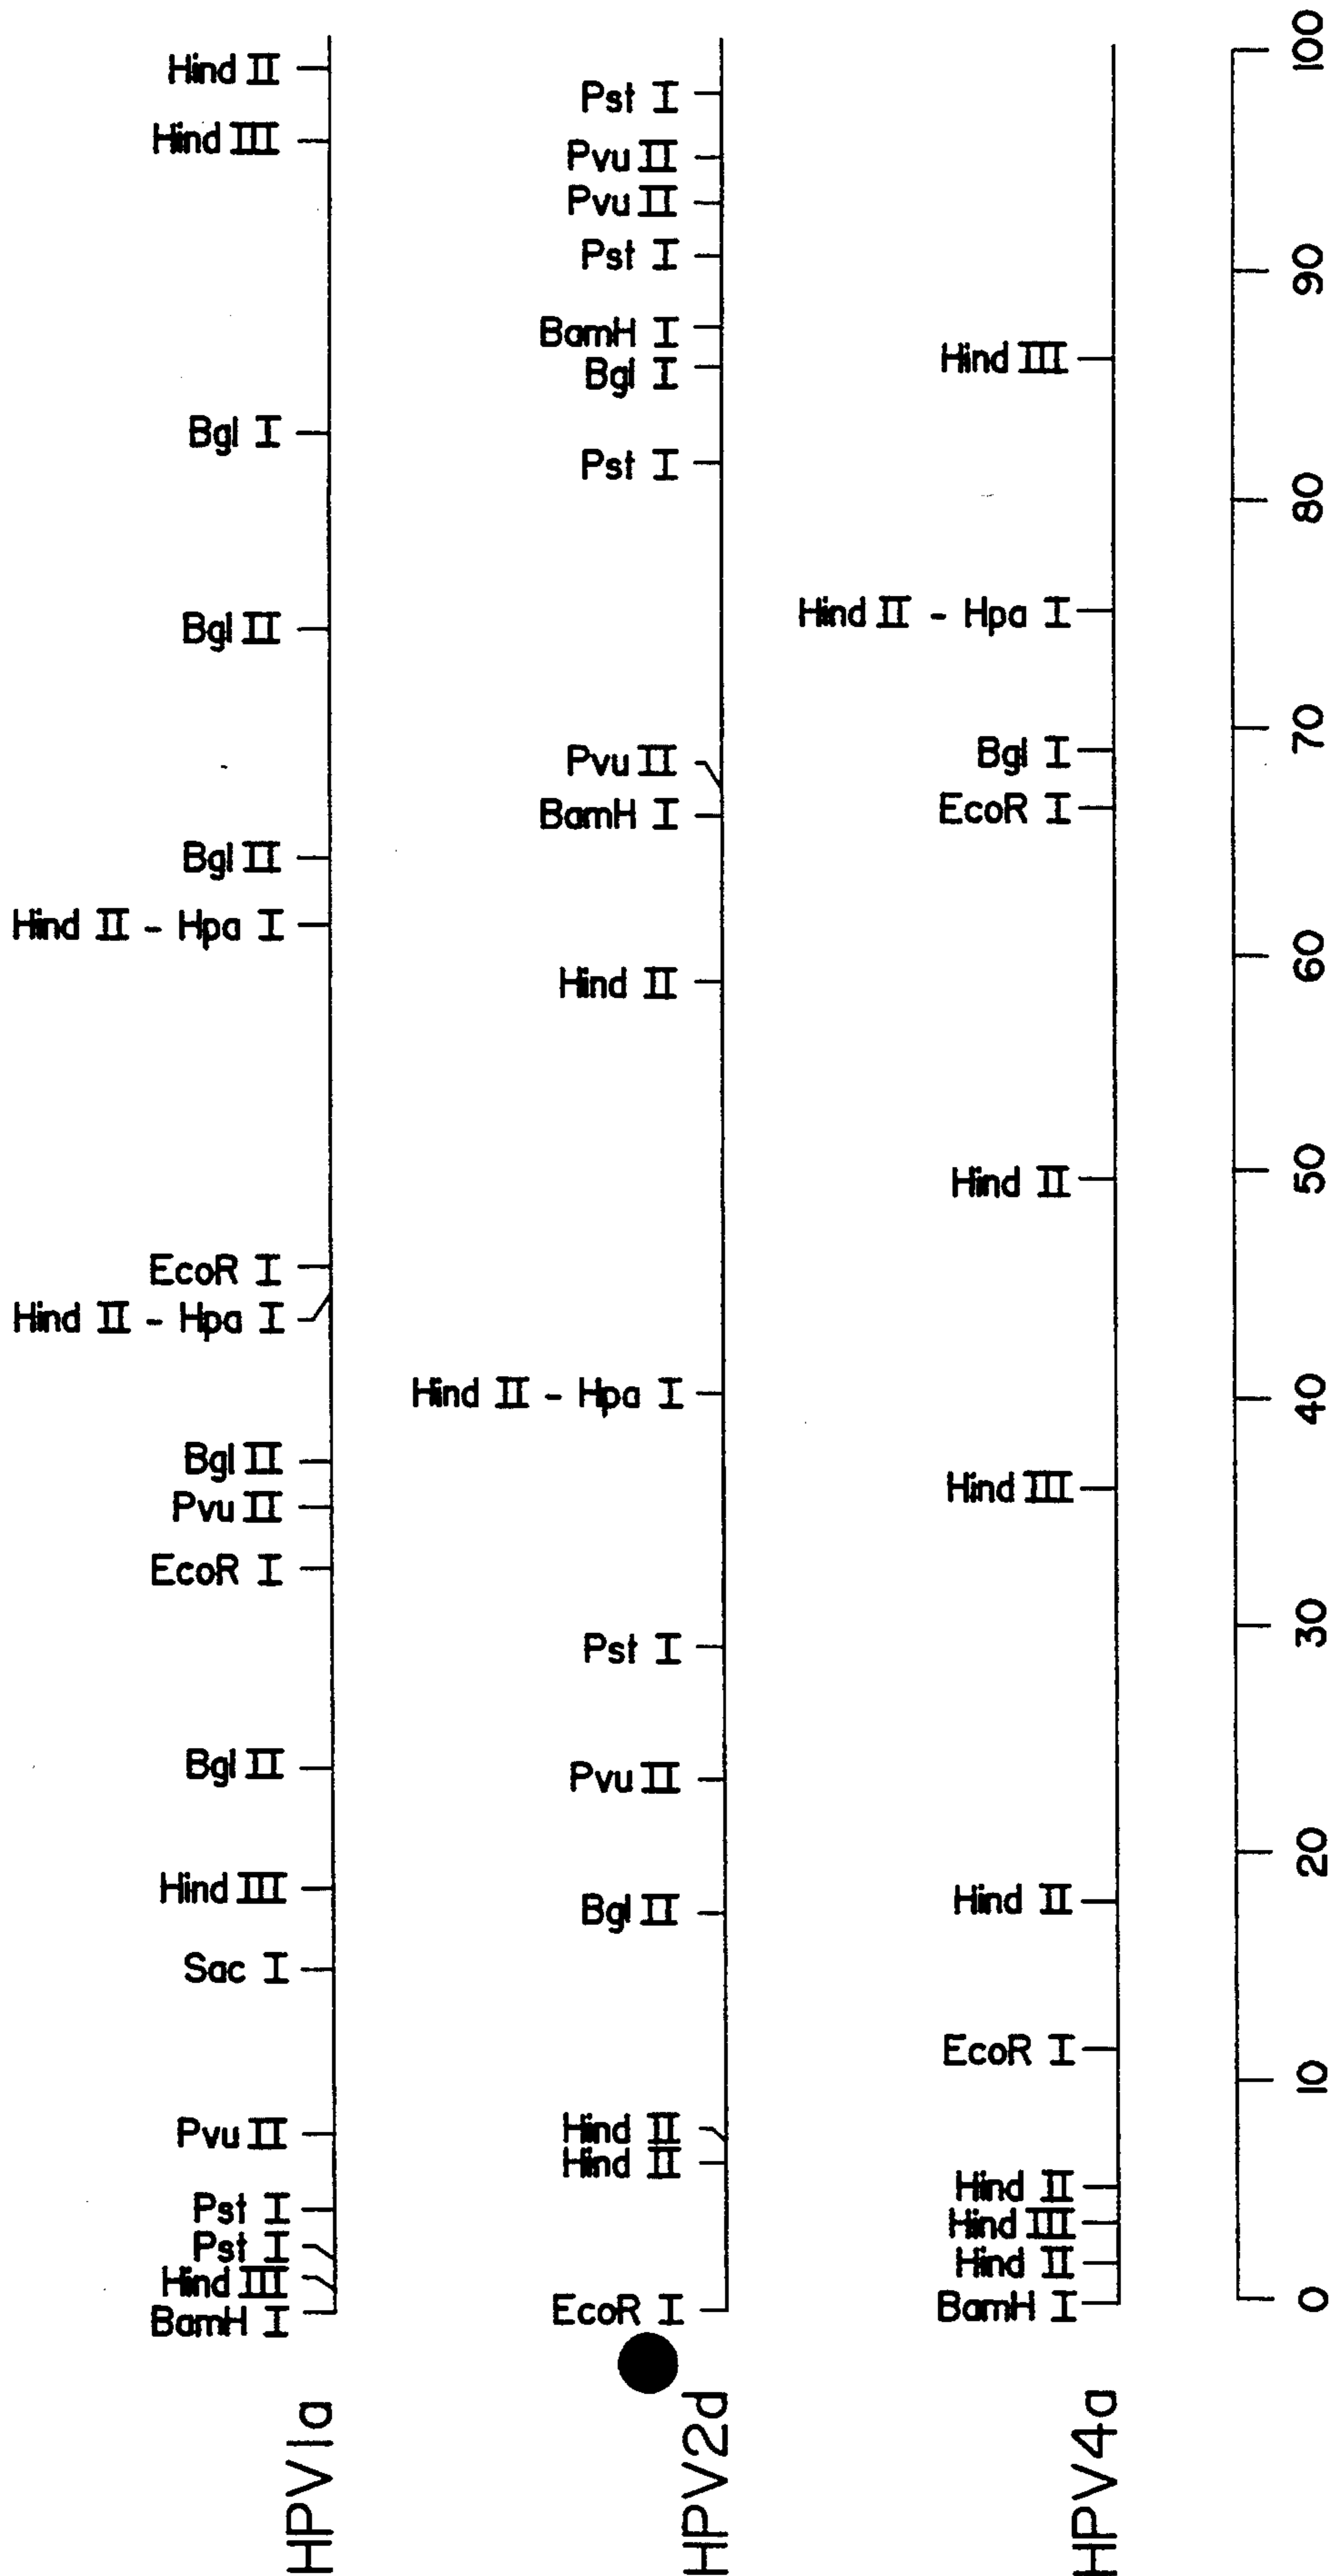 Hind II
Hind III
Bgl I
Bgl II
Bgl II
Hind II - Hpa I
EcoR I
Hind II - Hpa I
Bgl II
Pvu II
EcoR I
Bgl II
Hind III
Sac I
Pvu II
Pst I
Pst I
Hind III
BamH I
HPV1a
Pst I
Pvu II
Pvu II
Pst I
BamH I
Bgl I
Pst I
Pvu II
BamH I
Hind II
Hind II - Hpa I
Pst I
Pvu II
Bgl II
Hind II
Hind II
EcoR I
HPV2d
Hind III
Hind II - Hpa I
Bgl I
EcoR I
Hind II
Hind III
Hind II
EcoR I
Hind II
Hind III
Hind II
BamH I
HPV4a
100
90
80
70
60
50
40
30
20
10
0